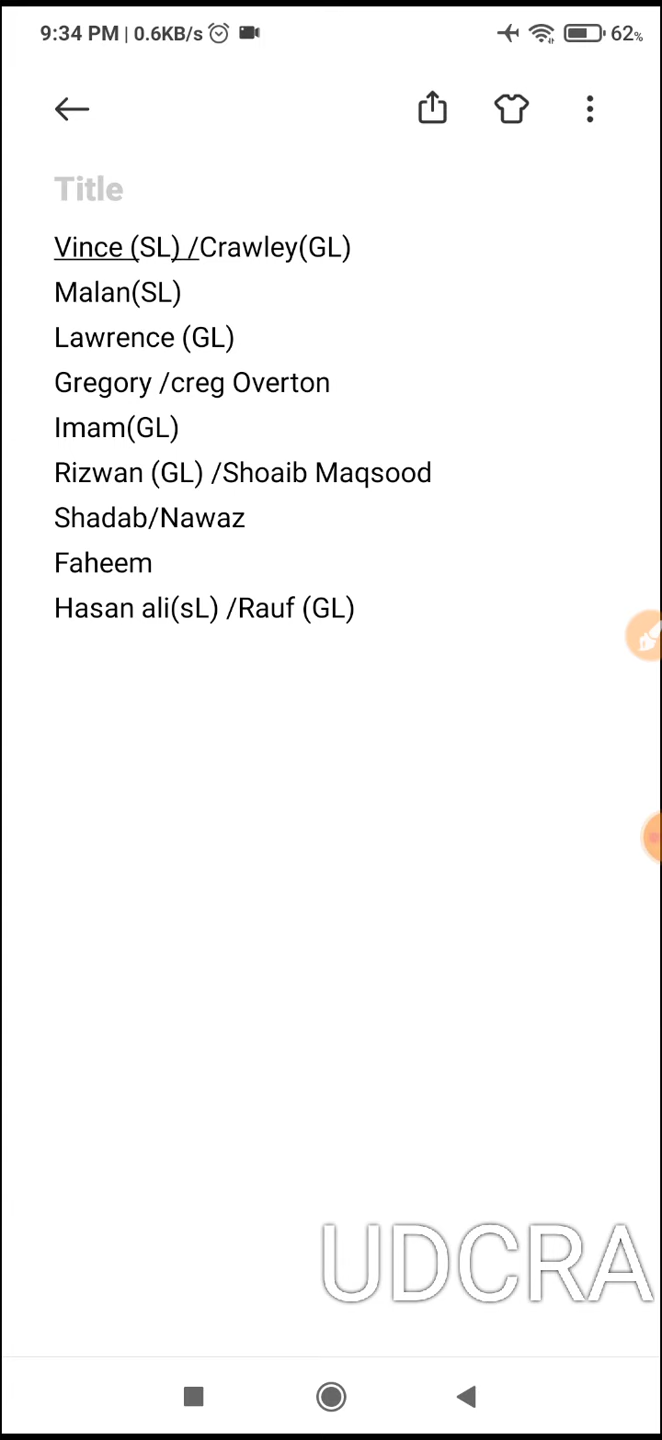 9:34 PM | 0.6KB/s 62%
Title
Vince (SL) /Crawley(GL)
Malan(SL)
Lawrence (GL)
Gregory /creg Overton
Imam(GL)
Rizwan (GL) /Shoaib Maqsood
Shadab/Nawaz
Faheem
Hasan ali(sL) /Rauf (GL)
UDCRA